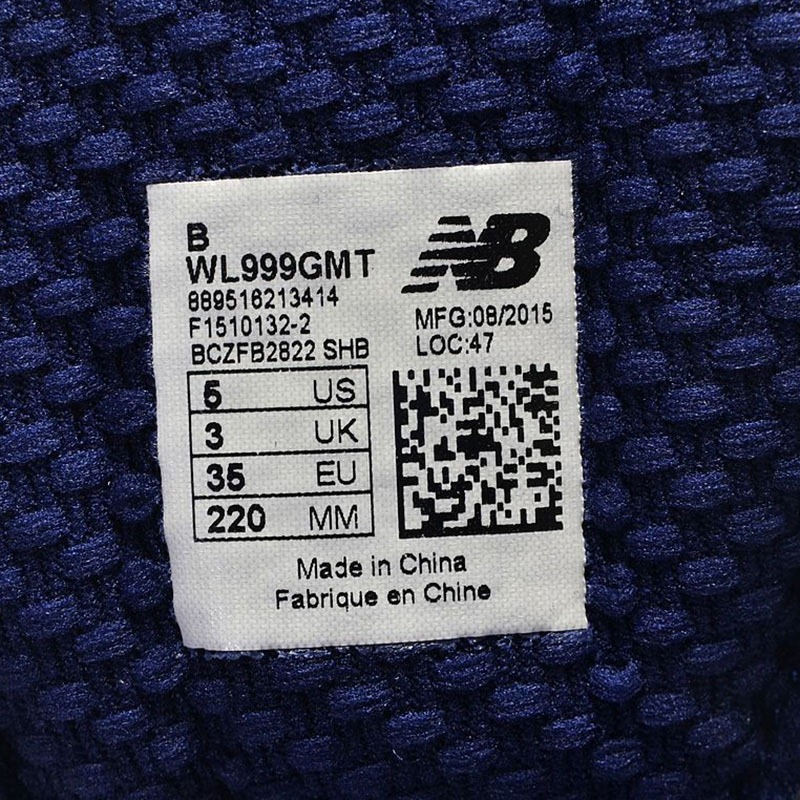 B
WL999GMT
889516213414
F1510132-2
BCZFB2822 SHB
NB
MFG:08/2015
LOC:47
5 US
3 UK
35 EU
220 MM
Made in China
Fabrique en Chine